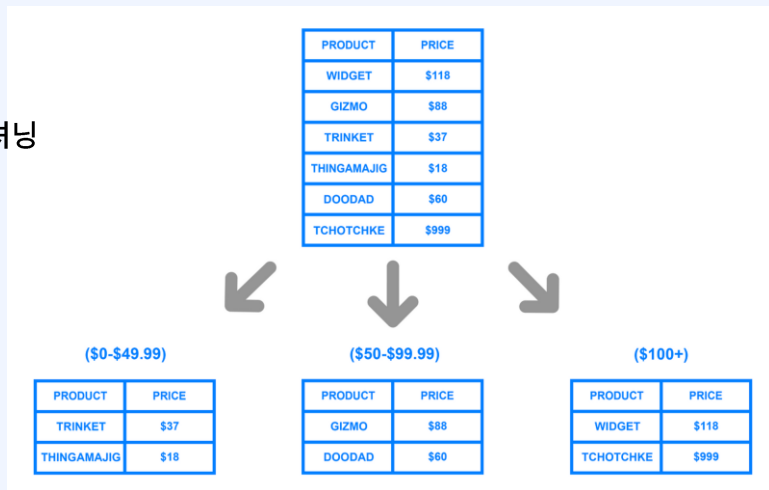 PRODUCT PRICE
WIDGET $118
GIZMO $88
닝
TRINKET $37
THINGAMAJIG $18
DOODAD $60
TCHOTCHKE $999
($0-$49.99) ($50-$99.99) ($100+)
PRODUCT PRICE PRODUCT PRICE PRODUCT PRICE
TRINKET $37 GIZMO $88 WIDGET $118
THINGAMAJIG $18 DOODAD $60 TCHOTCHKE $999